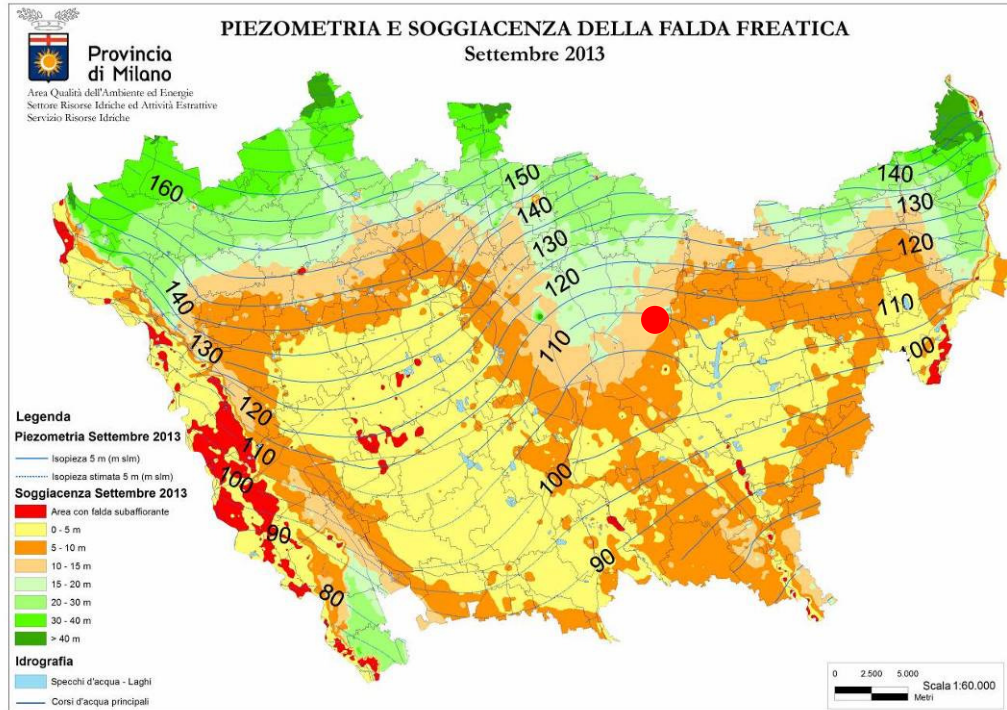 PIEZOMETRIA E SOGGIACENZA DELLA FALDA FREATICA
Settembre 2013
Provincia
di Milano
Area Qualità dell'Ambiente ed Energie
Settore Risorse Idriche ed Attività Estrattive
Servizio Risorse Idriche
160
150
140
130
120
110
140
130
120
110
100
140
130
120
110
100
90
80
100
90
Legenda
Piezometria Settembre 2013
Isopieza 5 m (m slm)
Isopieza stimata 5 m (m slm)
Soggiacenza Settembre 2013
Area con falda subaffiorante
0 - 5 m
5 - 10 m
10 - 15 m
15 - 20 m
20 - 30 m
30 - 40 m
> 40 m
Idrografia
Specchi d'acqua - Laghi
Corsi d'acqua principali
0 2.500 5.000
Metri
Scala 1:60.000